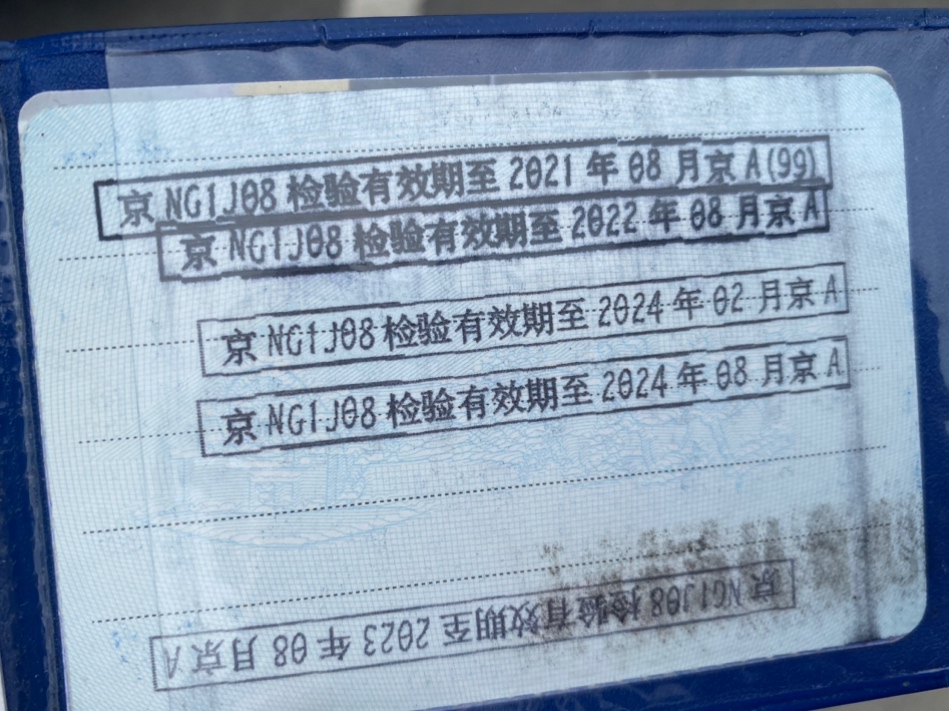 京 NG1J08 检验有效期至 2021 年 08 月京 A(99)
京 NG1J08 检验有效期至 2022 年 08 月京 A
京 NG1J08 检验有效期至 2024 年 02 月京 A
京 NG1J08 检验有效期至 2024 年 08 月京 A
京 NG1J08 检验有效期至 2023 年 08 月京 A